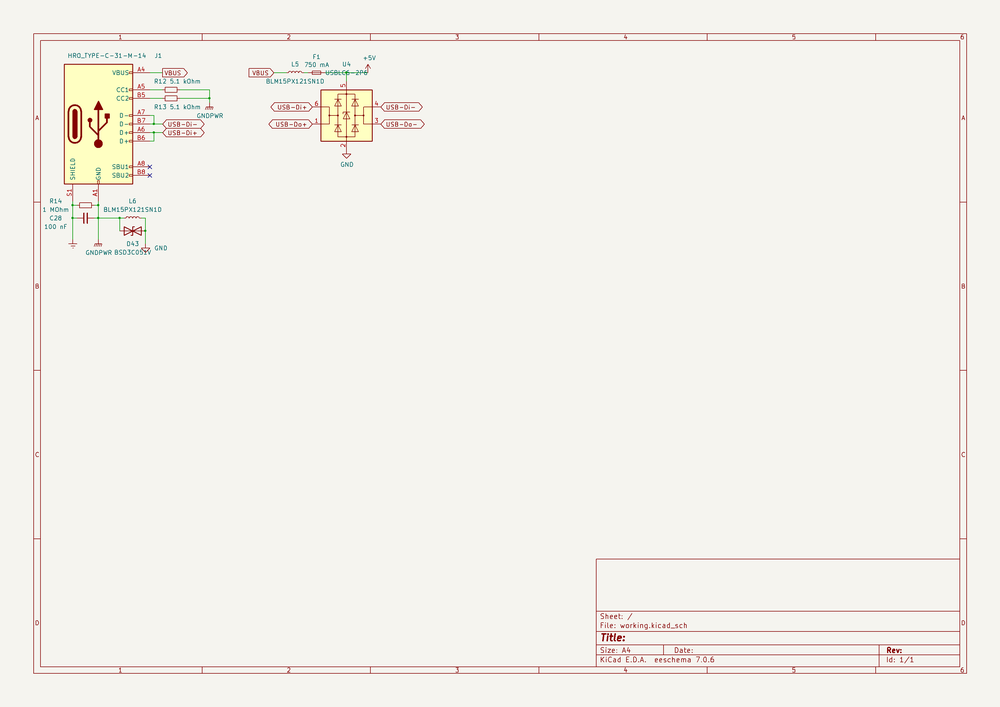 1 2 3 4 5 6
HRO_TYPE-C-31-M-14 J1
VBUS A4 VBUS
CC1 A5 R12 5.1 kOhm
CC2 B5
R13 5.1 kOhm
GNDPWR
D- A7
D- B7 USB-Di-
D+ A6 USB-Di+
D+ B6
SBU1 A8
SBU2 B8
SHIELD GND
S1 A1
R14
1 MOhm
C28
100 nF
L6
BLM15PX121SN1D
D43
GNDPWR BSD3C051V GND
F1
L5 750 mA U4 +5V
VBUS USBLC6-2P6
BLM15PX121SN1D
5
USB-Di+ 6 4 USB-Di-
USB-Do+ 1 3 USB-Do-
2
GND
A A
B B
C C
D D
Sheet: /
File: working.kicad_sch
Title:
Size: A4 Date: Rev:
KiCad E.D.A. eeschema 7.0.6 Id: 1/1
1 2 3 4 5 6